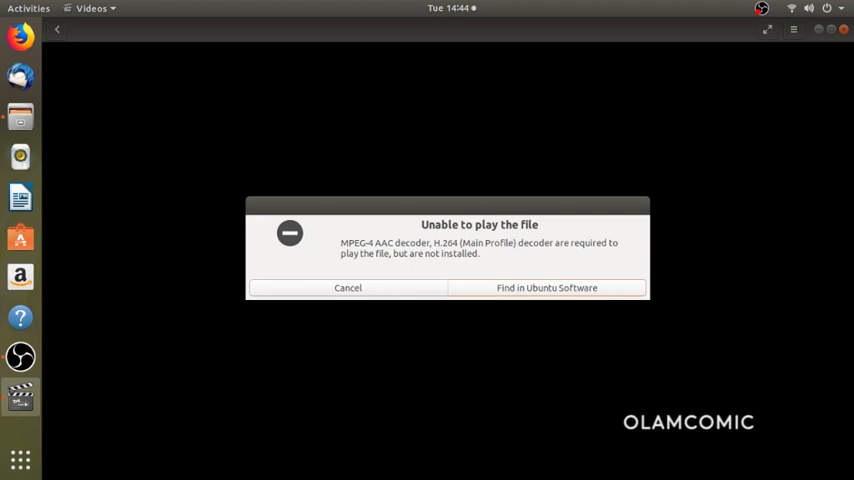 Activities
Videos
Tue 14:44
Unable to play the file
MPEG-4 AAC decoder, H.264 (Main Profile) decoder are required to
play the file, but are not installed.
Cancel
Find in Ubuntu Software
OLAMCOMIC